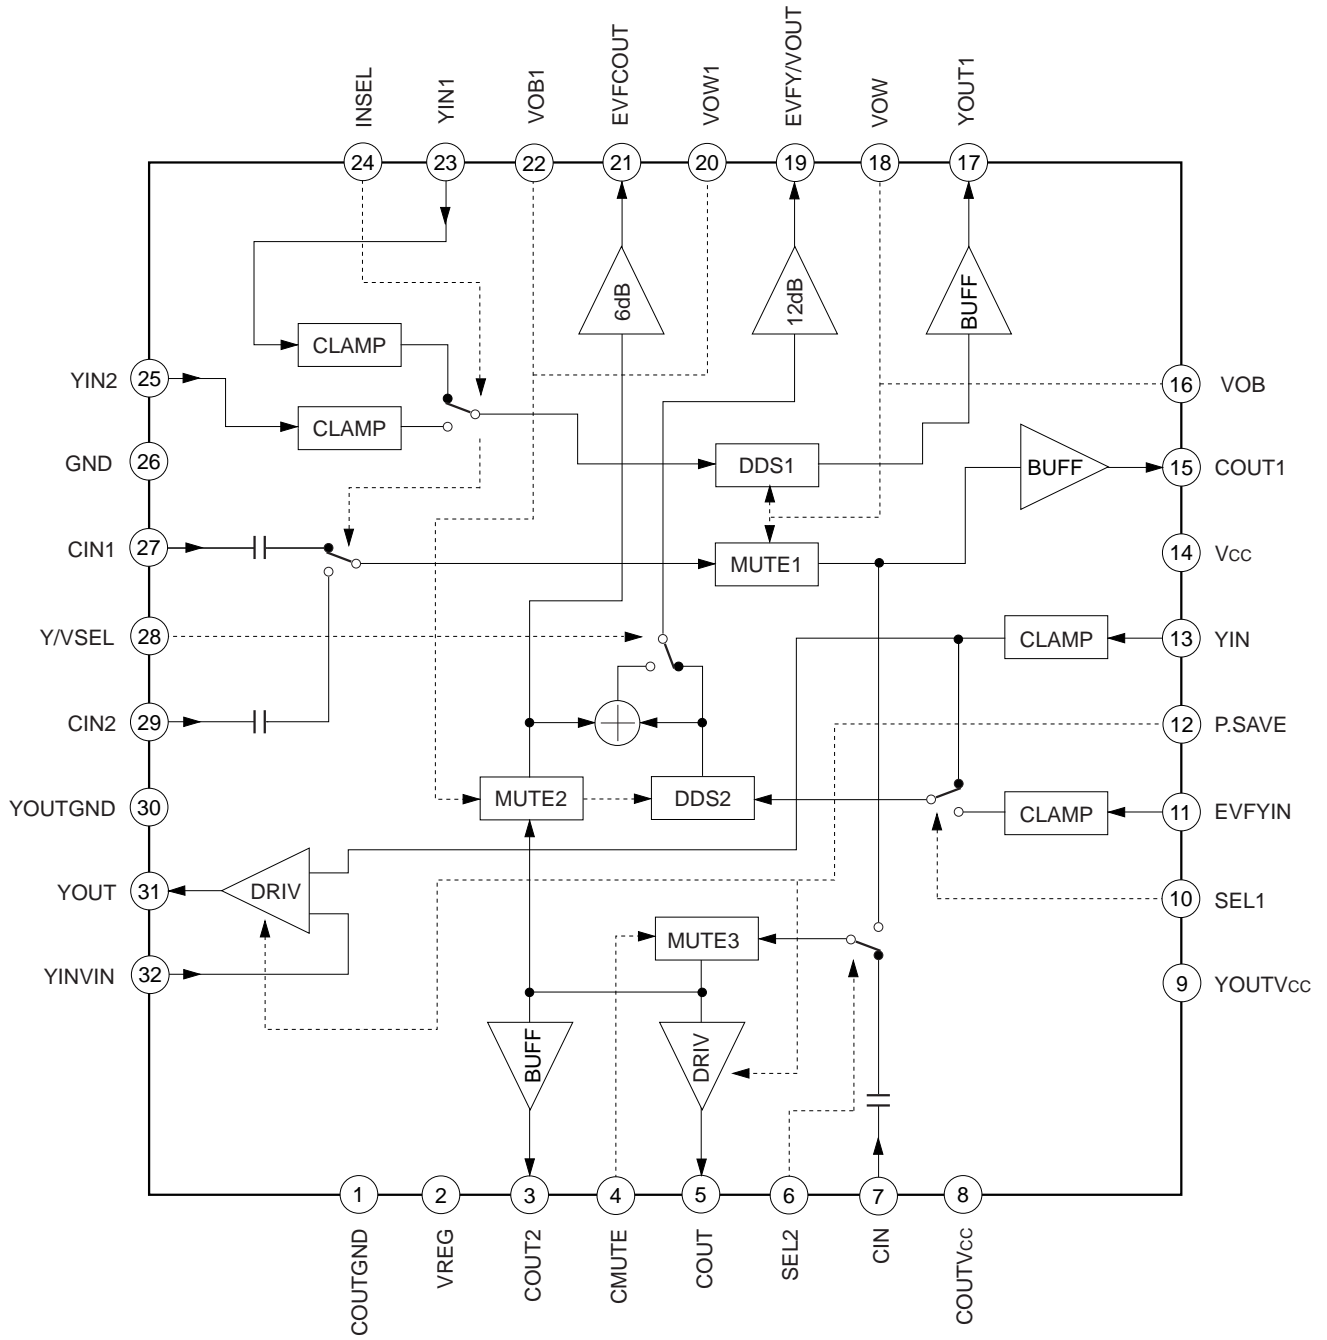 INSEL
YIN1
VOB1
EVFCOUT
VOW1
EVFY/VOUT
VOW
YOUT1
24
23
22
21
20
19
18
17
6dB
12dB
BUFF
CLAMP
YIN2
25
16
VOB
CLAMP
GND
26
DDS1
BUFF
15
COUT1
CIN1
27
MUTE1
14
Vcc
Y/VSEL
28
CLAMP
13
YIN
CIN2
29
12
P.SAVE
YOUTGND
30
MUTE2
DDS2
CLAMP
11
EVFYIN
YOUT
31
DRIV
10
SEL1
YINVIN
32
MUTE3
9
YOUTVcc
BUFF
DRIV
1
2
3
4
5
6
7
8
COUTGND
VREG
COUT2
CMUTE
COUT
SEL2
CIN
COUTVcc